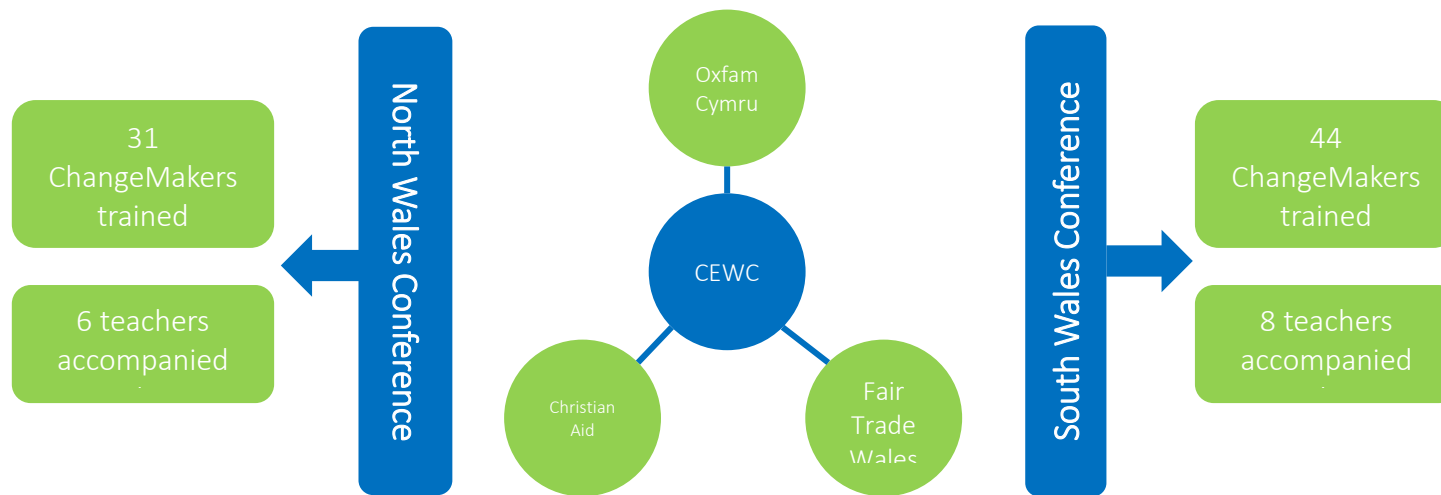 31
ChangeMakers
trained
6 teachers
accompanied
North Wales Conference
Oxfam
Cymru
CEWC
Christian
Aid
Fair
Trade
Wales
South Wales Conference
44
ChangeMakers
trained
8 teachers
accompanied